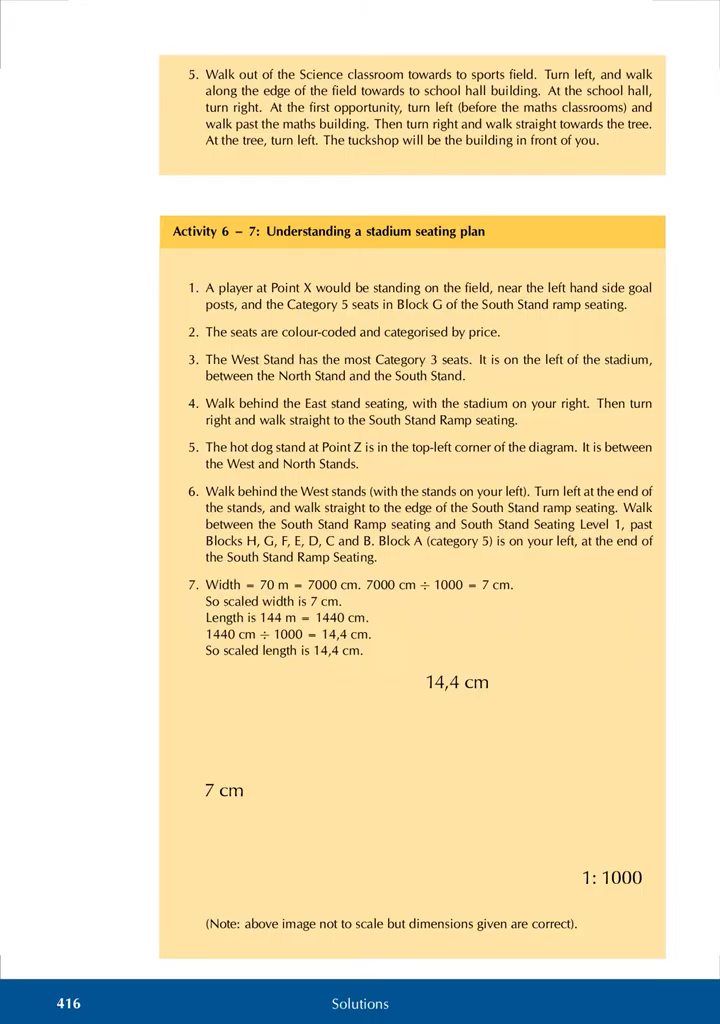 5. Walk out of the Science classroom towards to sports field. Turn left, and walk
along the edge of the field towards to school hall building. At the school hall,
turn right. At the first opportunity, turn left (before the maths classrooms) and
walk past the maths building. Then turn right and walk straight towards the tree.
At the tree, turn left. The tuckshop will be the building in front of you.
Activity 6 – 7: Understanding a stadium seating plan
1. A player at Point X would be standing on the field, near the left hand side goal
posts, and the Category 5 seats in Block G of the South Stand ramp seating.
2. The seats are colour-coded and categorised by price.
3. The West Stand has the most Category 3 seats. It is on the left of the stadium,
between the North Stand and the South Stand.
4. Walk behind the East stand seating, with the stadium on your right. Then turn
right and walk straight to the South Stand Ramp seating.
5. The hot dog stand at Point Z is in the top-left corner of the diagram. It is between
the West and North Stands.
6. Walk behind the West stands (with the stands on your left). Turn left at the end of
the stands, and walk straight to the edge of the South Stand ramp seating. Walk
between the South Stand Ramp seating and South Stand Seating Level 1, past
Blocks H, G, F, E, D, C and B. Block A (category 5) is on your left, at the end of
the South Stand Ramp Seating.
7. Width = 70 m = 7000 cm. 7000 cm ÷ 1000 = 7 cm.
So scaled width is 7 cm.
Length is 144 m = 1440 cm.
1440 cm ÷ 1000 = 14,4 cm.
So scaled length is 14,4 cm.
14,4 cm
7 cm
1: 1000
(Note: above image not to scale but dimensions given are correct).
416
Solutions